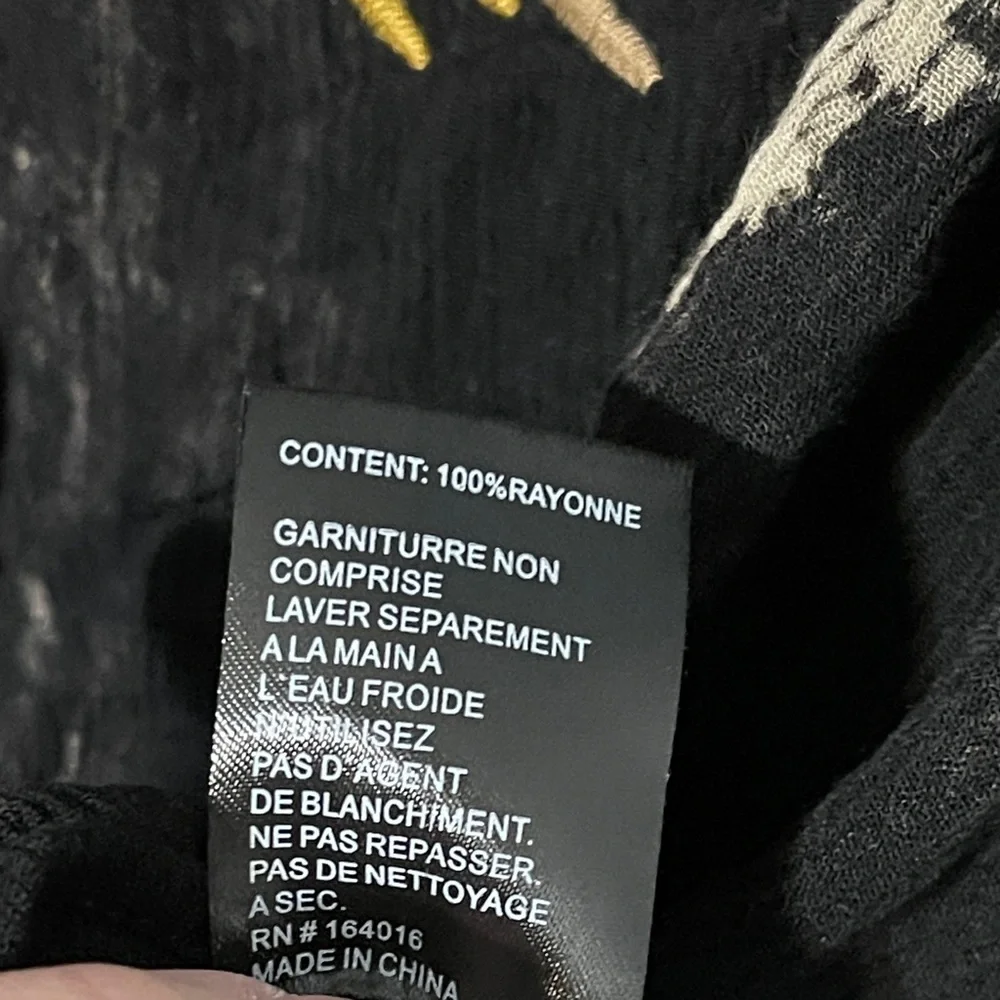 CONTENT: 100%RAYONNE
GARNITURRE NON
COMPRISE
LAVER SEPAREMENT
A LA MAIN A
L'EAU FROIDE
N'UTILISEZ
PAS D'AGENT
DE BLANCHIMENT.
NE PAS REPASSER.
PAS DE NETTOYAGE
A SEC.
RN # 164016
MADE IN CHINA